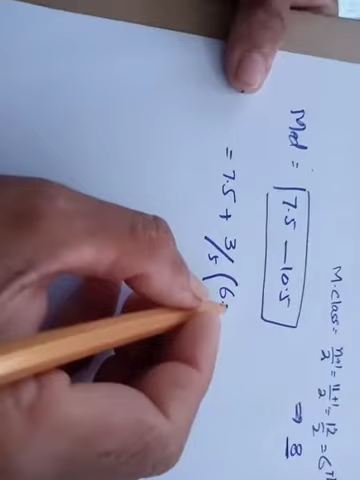 M.class = n+1/2 = 11+1/2 = 12/2 = 6th
⇒ 8
Med = 7.5 — 10.5
= 7.5 + 3/5 (6